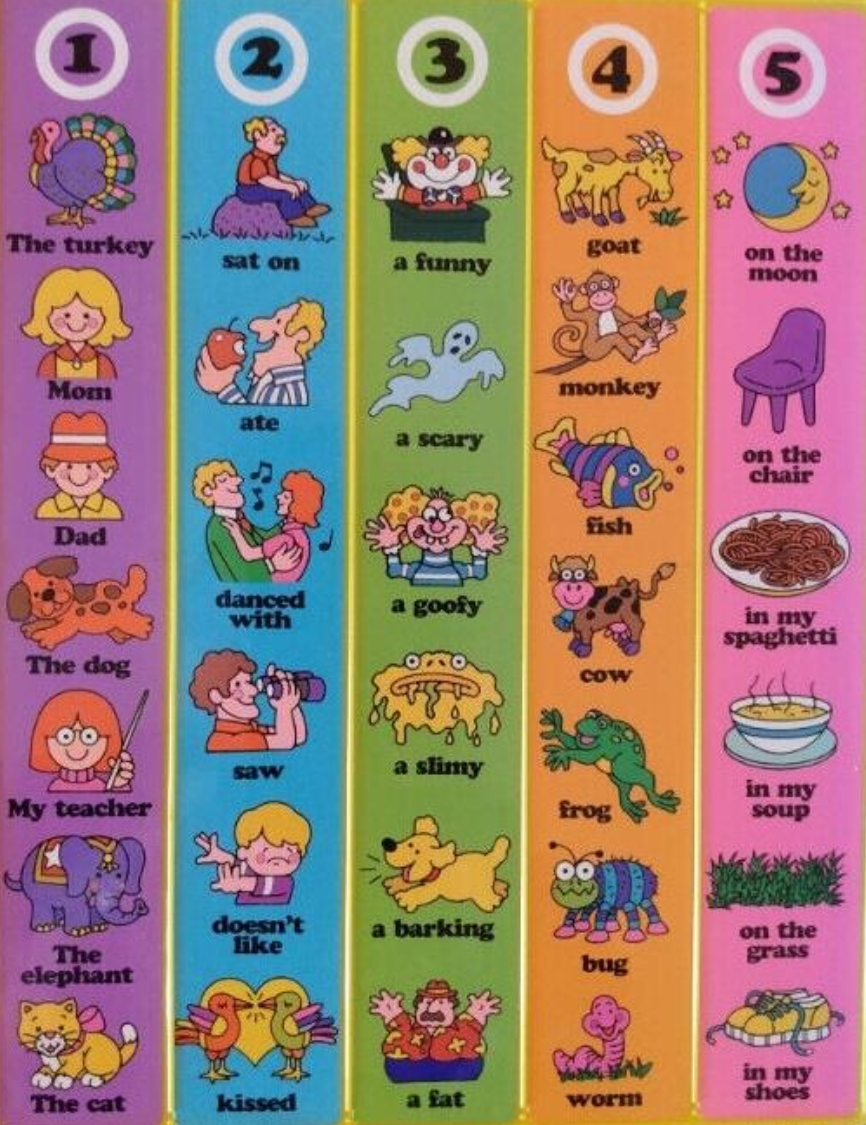 1
The turkey
Mom
Dad
The dog
My teacher
The
elephant
The cat
2
sat on
ate
danced
with
saw
doesn't
like
kissed
3
a funny
a scary
a goofy
a slimy
a barking
a fat
4
goat
monkey
fish
cow
frog
bug
worm
5
on the
moon
on the
chair
in my
spaghetti
in my
soup
on the
grass
in my
shoes